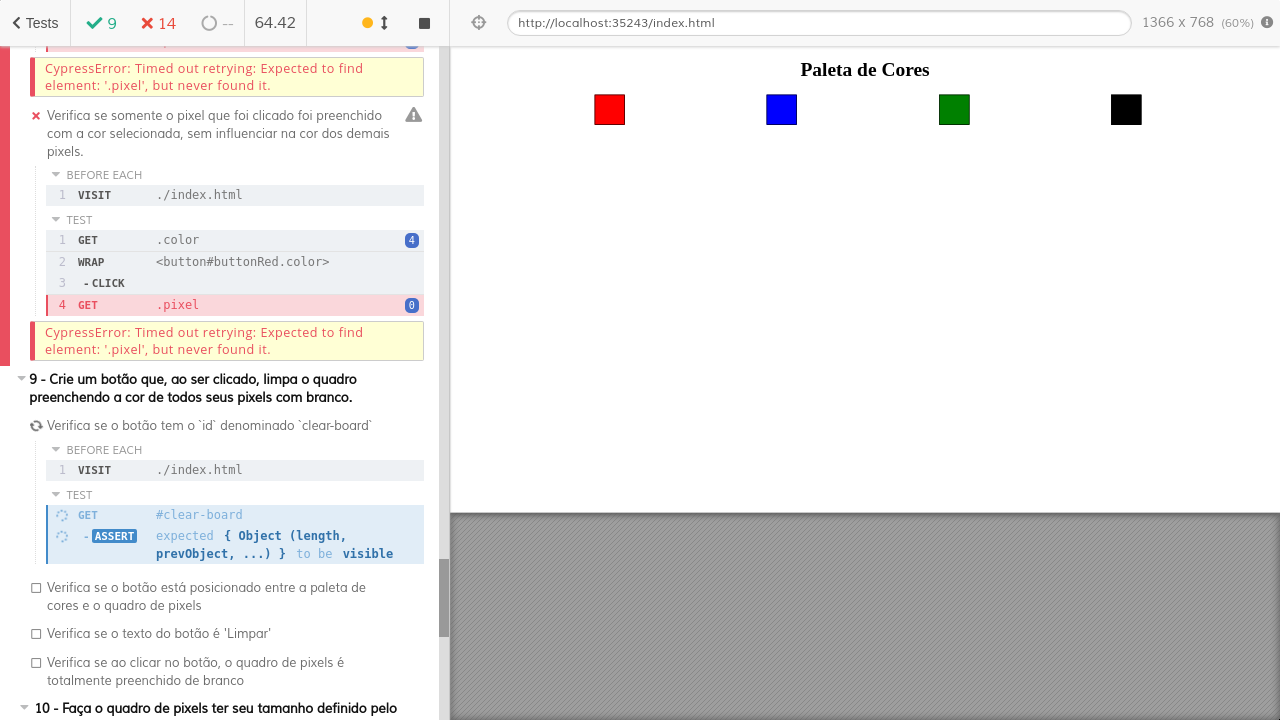 Tests
9
14
--
64.42
http://localhost:35243/index.html
1366 x 768 (60%)
CypressError: Timed out retrying: Expected to find
element: '.pixel', but never found it.
Verifica se somente o pixel que foi clicado foi preenchido
com a cor selecionada, sem influenciar na cor dos demais
pixels.
BEFORE EACH
1 VISIT ./index.html
TEST
1 GET .color 4
2 WRAP <button#buttonRed.color>
3 - CLICK
4 GET .pixel 0
CypressError: Timed out retrying: Expected to find
element: '.pixel', but never found it.
9 - Crie um botão que, ao ser clicado, limpa o quadro
preenchendo a cor de todos seus pixels com branco.
Verifica se o botão tem o `id` denominado `clear-board`
BEFORE EACH
1 VISIT ./index.html
TEST
GET #clear-board
- ASSERT expected { Object (length,
prevObject, ...) } to be visible
Verifica se o botão está posicionado entre a paleta de
cores e o quadro de pixels
Verifica se o texto do botão é 'Limpar'
Verifica se ao clicar no botão, o quadro de pixels é
totalmente preenchido de branco
10 - Faça o quadro de pixels ter seu tamanho definido pelo
Paleta de Cores